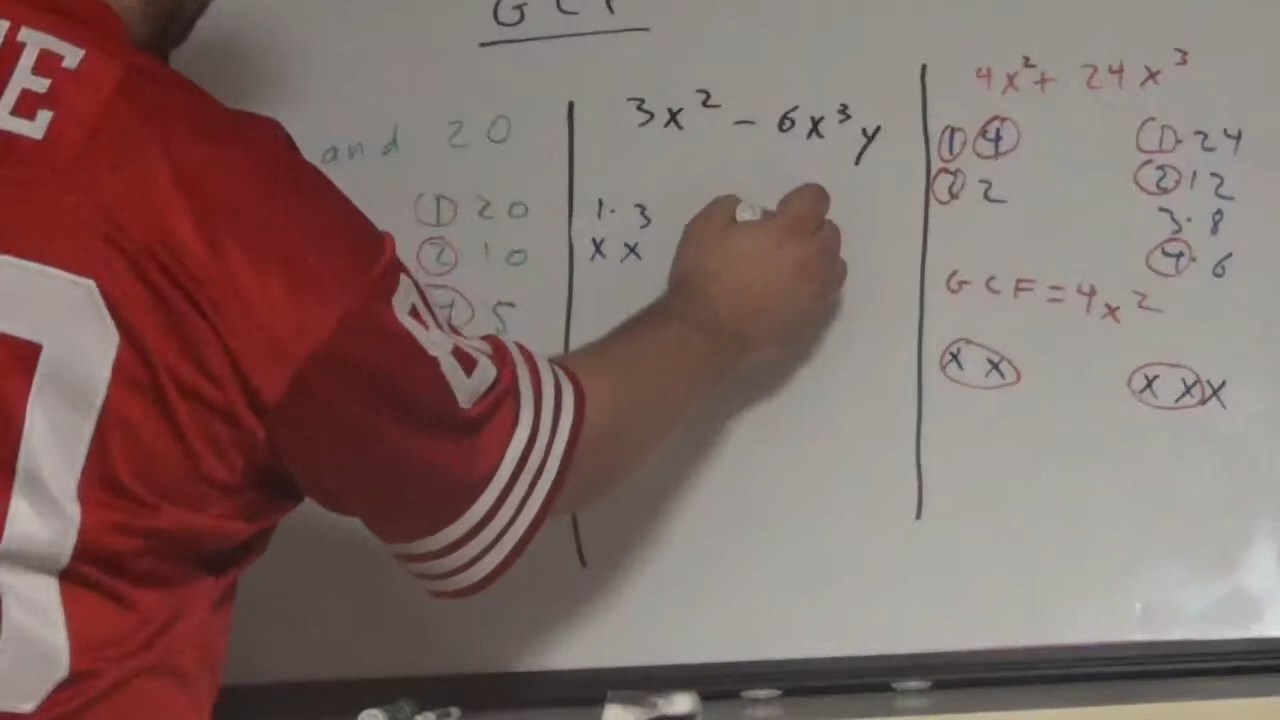 GCF
and 20
① 20
② 10
5
3x² - 6x³y
1·3
x x
4x² + 24x³
① ④
② 2
①·24
② 12
3·8
④·6
GCF = 4x²
x x
x x x